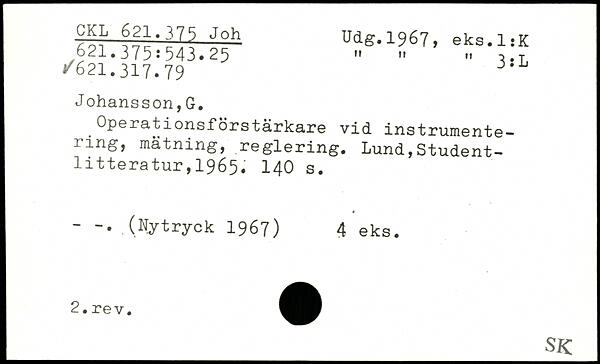 CKL 621.375 Joh Udg.1967, eks.1:K
621.375:543.25 " " " 3:L
✓621.317.79
Johansson,G.
Operationsförstärkare vid instrumente-
ring, mätning, reglering. Lund,Student-
litteratur,1965. 140 s.
- -. (Nytryck 1967) 4 eks.
2.rev.
SK